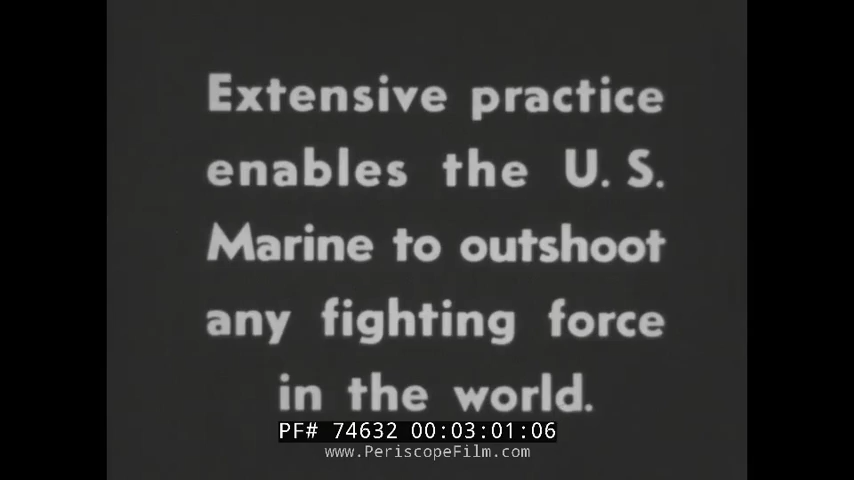 Extensive practice
enables the U. S.
Marine to outshoot
any fighting force
in the world.
PF# 74632 00:03:01:06
www.PeriscopeFilm.com